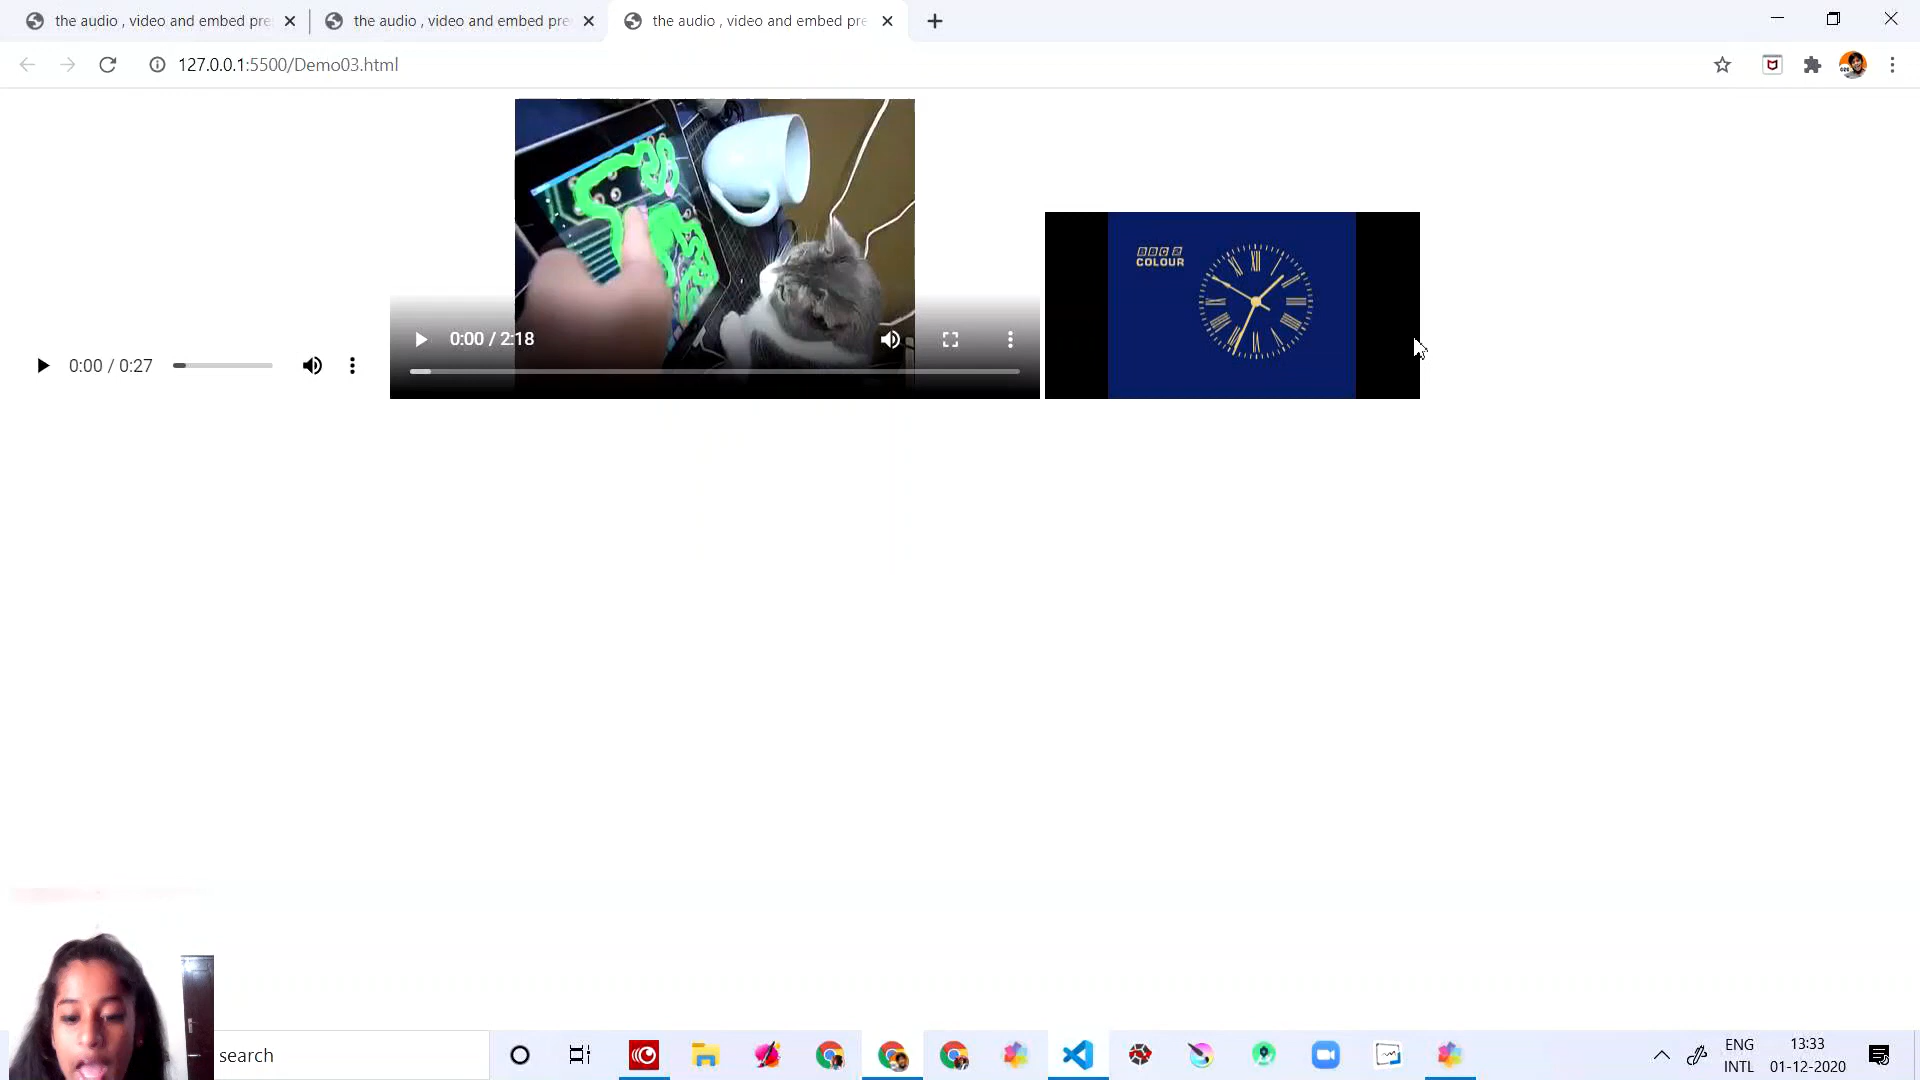 the audio , video and embed pre
the audio , video and embed pre
the audio , video and embed pre
127.0.0.1:5500/Demo03.html
BBC 2
COLOUR
0:00 / 2:18
0:00 / 0:27
search
ENG
INTL
13:33
01-12-2020